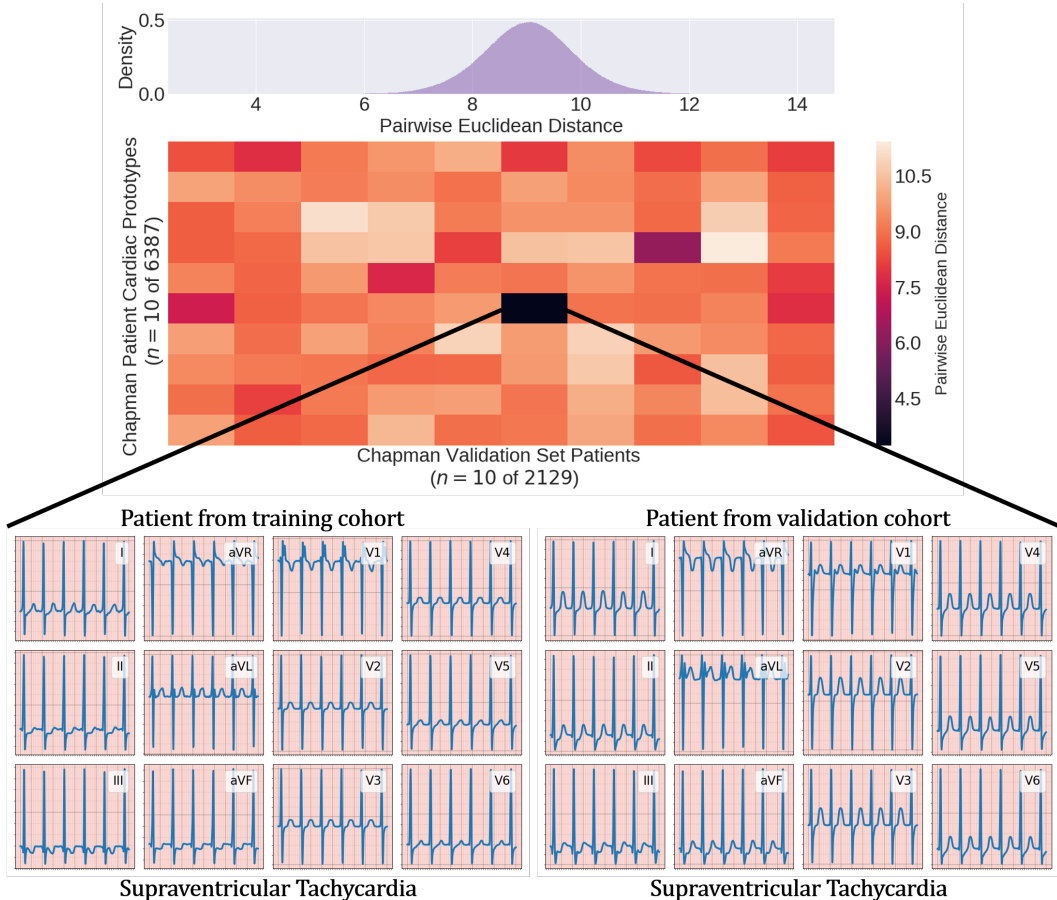 0.5
0.0
Density
4 6 8 10 12 14
Pairwise Euclidean Distance
Chapman Patient Cardiac Prototypes
(n = 10 of 6387)
10.5
9.0
7.5
6.0
4.5
Pairwise Euclidean Distance
Chapman Validation Set Patients
(n = 10 of 2129)
Patient from training cohort
I aVR V1 V4
II aVL V2 V5
III aVF V3 V6
Supraventricular Tachycardia
Patient from validation cohort
I aVR V1 V4
II aVL V2 V5
III aVF V3 V6
Supraventricular Tachycardia